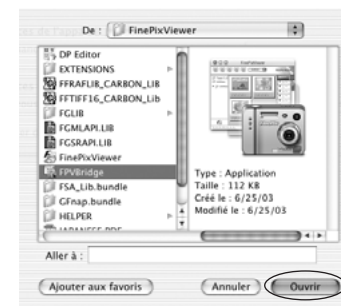 De : FinePixViewer
DP Editor
EXTENSIONS
FFRAFLIB_CARBON_LIB
FFTIFF16_CARBON_Lib
FGLIB
FGMLAPI.LIB
FGSRAPI.LIB
FinePixViewer
FPVBridge
FSA_Lib.bundle
GFnap.bundle
HELPER
JAPANESE.PDF
Type : Application
Taille : 112 KB
Créé le : 6/25/03
Modifié le : 6/25/03
Aller à :
Ajouter aux favoris
Annuler
Ouvrir